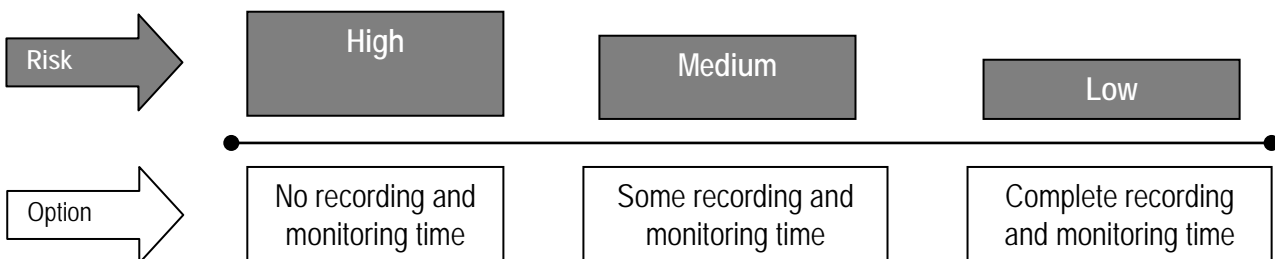 Risk
High
Medium
Low
Option
No recording and
monitoring time
Some recording and
monitoring time
Complete recording
and monitoring time